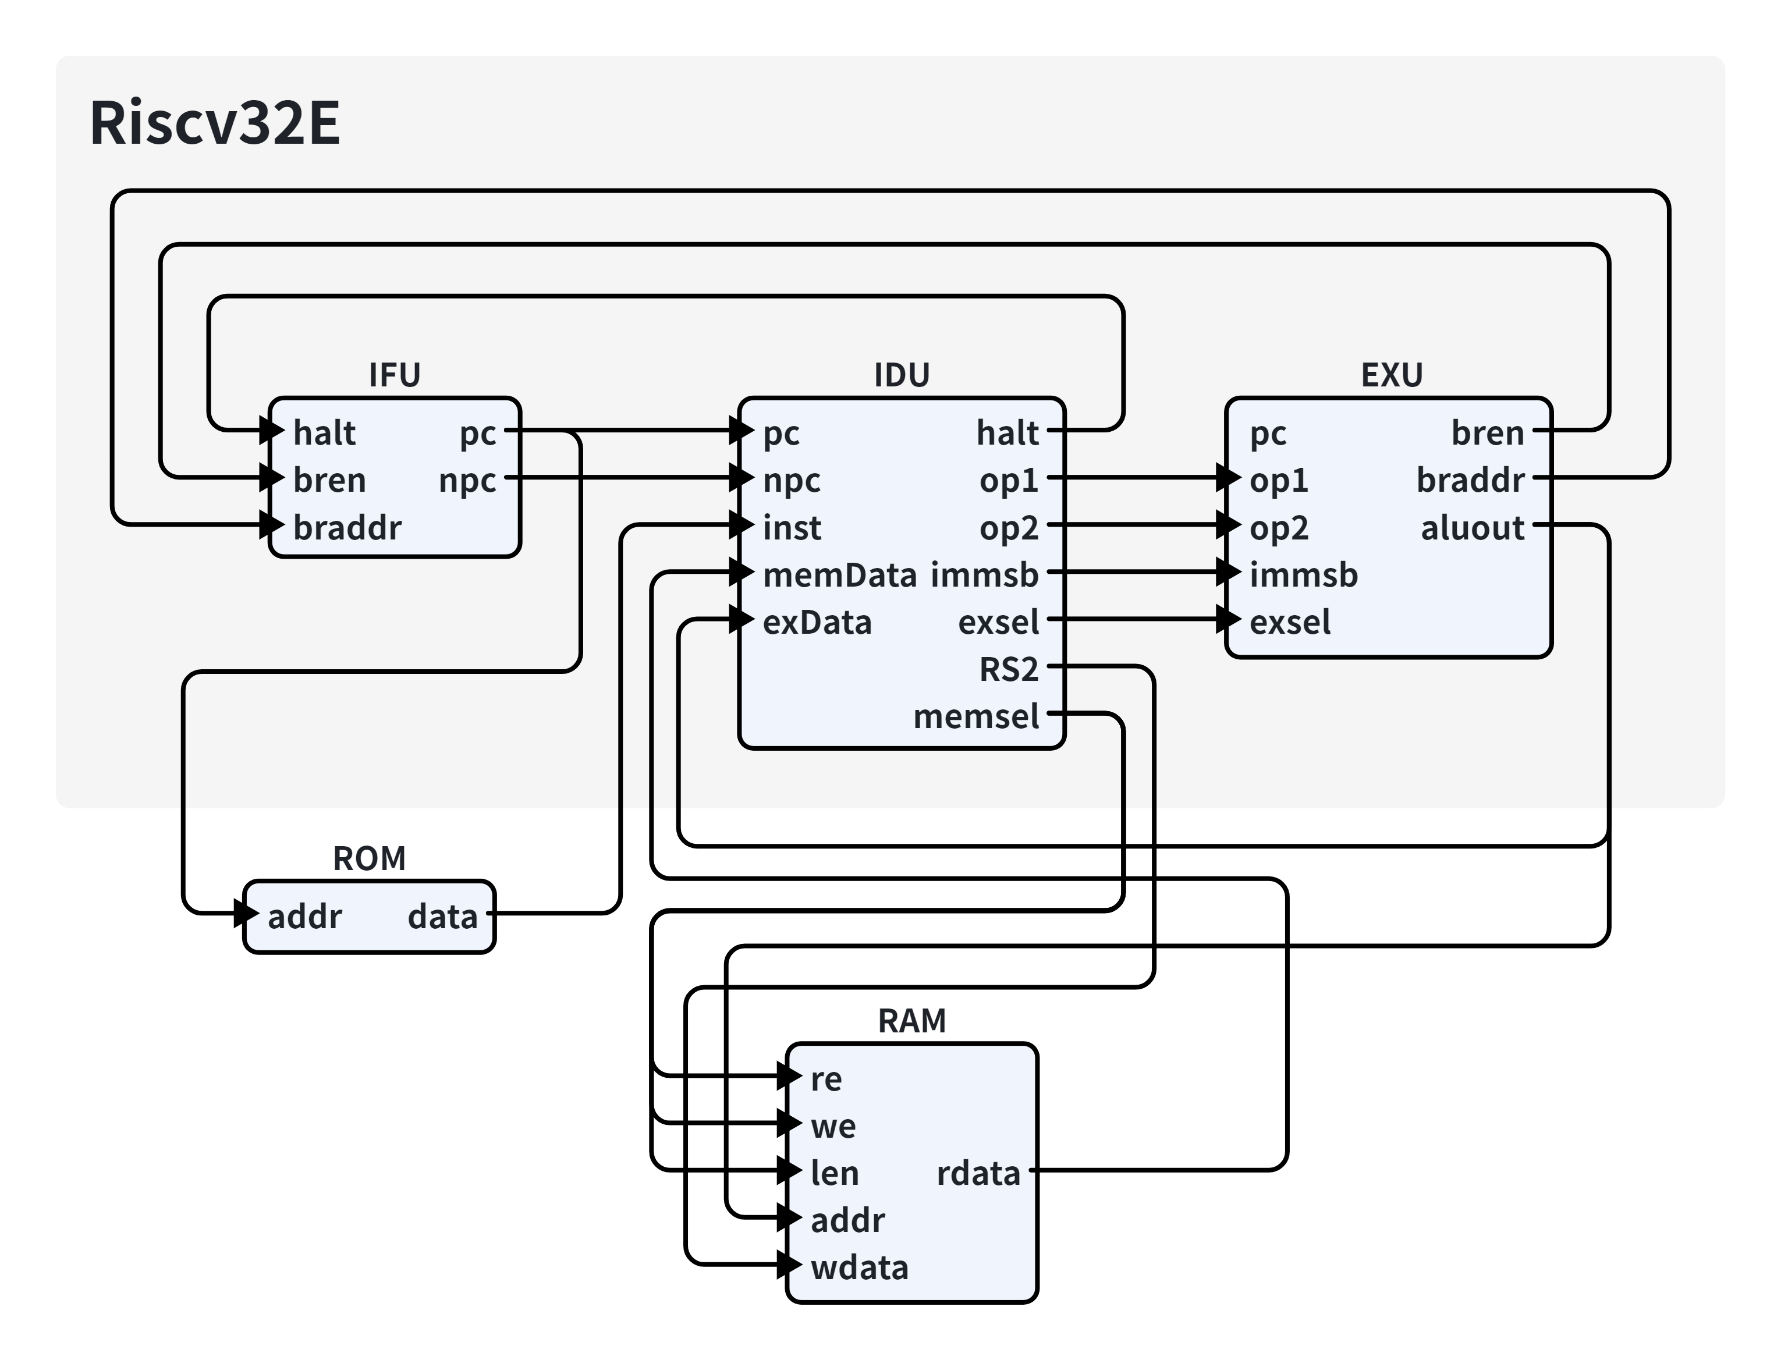 Riscv32E
IFU
halt pc
bren npc
braddr
IDU
pc halt
npc op1
inst op2
memData immsb
exData exsel
RS2
memsel
EXU
pc bren
op1 braddr
op2 aluout
immsb
exsel
ROM
addr data
RAM
re
we
len rdata
addr
wdata